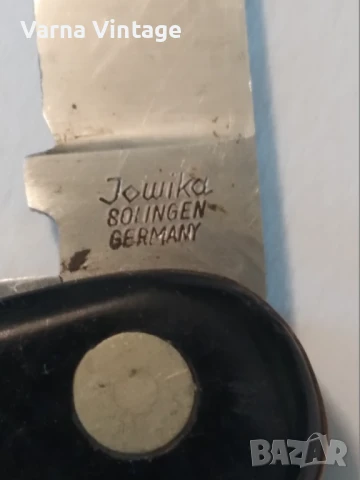 Varna Vintage
Jowika
SOLINGEN
GERMANY
BAZAR